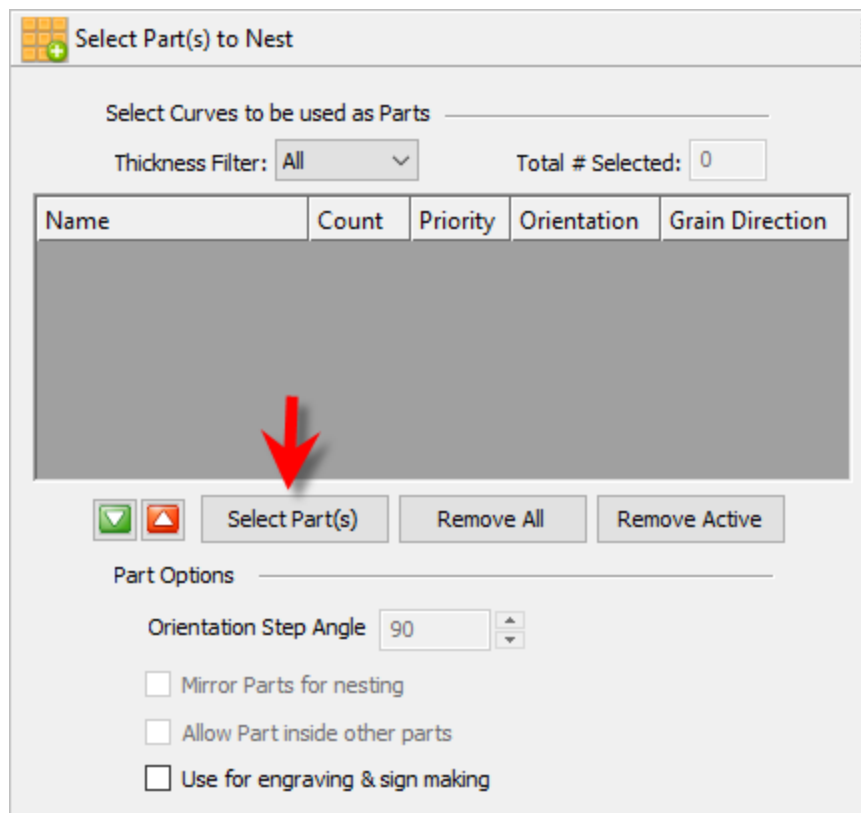 Select Part(s) to Nest
Select Curves to be used as Parts
Thickness Filter: All Total # Selected: 0
Name Count Priority Orientation Grain Direction
Select Part(s) Remove All Remove Active
Part Options
Orientation Step Angle 90
Mirror Parts for nesting
Allow Part inside other parts
Use for engraving & sign making